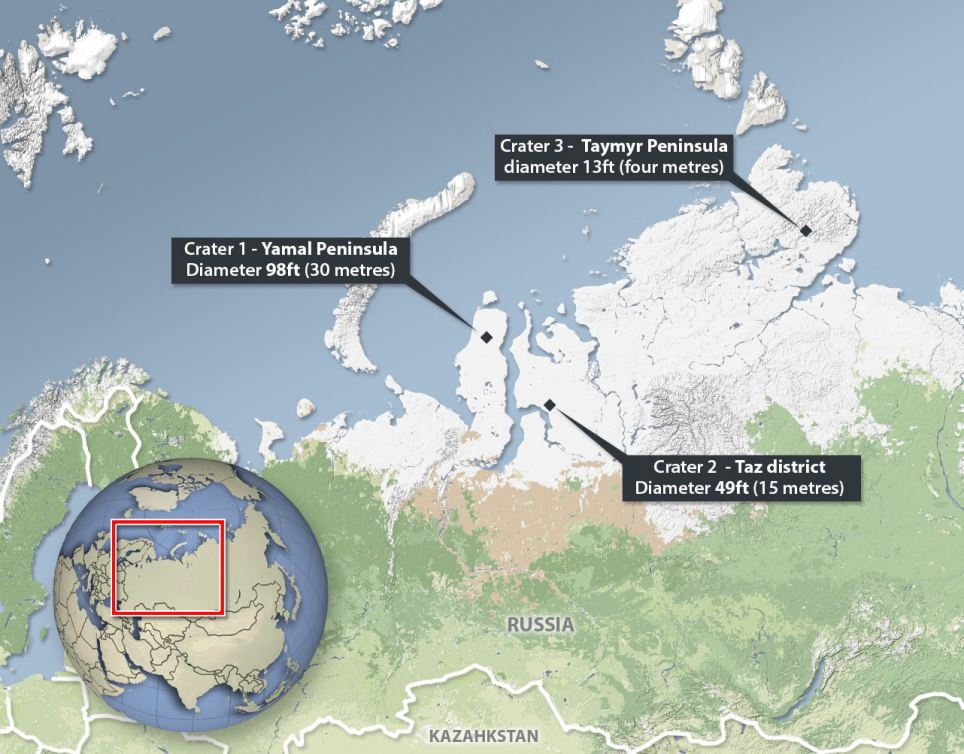 Crater 3 - Taymyr Peninsula
diameter 13ft (four metres)
Crater 1 - Yamal Peninsula
Diameter 98ft (30 metres)
Crater 2 - Taz district
Diameter 49ft (15 metres)
RUSSIA
KAZAHKSTAN